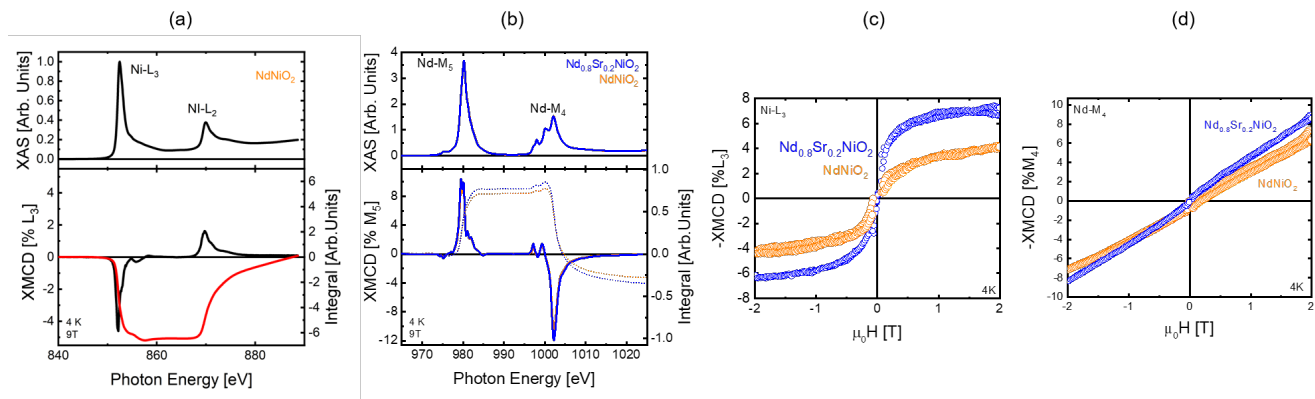 (a)
(b)
(c)
(d)
XAS [Arb. Units]
1.0
0.8
0.6
0.4
0.2
0.0
Ni-L₃
NI-L₂
NdNiO₂
XMCD [% L₃]
4
2
0
-2
-4
6
4
2
0
-2
-4
-6
Integral [Arb.Units]
4 K
9T
840
860
880
Photon Energy [eV]
XAS [Arb. Units]
4
3
2
1
0
Nd-M₅
Nd-M₄
Nd₀.₈Sr₀.₂NiO₂
NdNiO₂
XMCD [% M₅]
8
4
0
-4
-8
-12
1.0
0.5
0.0
-0.5
-1.0
Integral [Arb.Units]
4 K
9T
970
980
990
1000
1010
1020
Photon Energy [eV]
-XMCD [%L₃]
8
6
4
2
0
-2
-4
-6
-8
Ni-L₃
Nd₀.₈Sr₀.₂NiO₂
NdNiO₂
4K
-2
-1
0
1
2
μ₀H [T]
-XMCD [%M₄]
10
8
6
4
2
0
-2
-4
-6
-8
-10
Nd-M₄
Nd₀.₈Sr₀.₂NiO₂
NdNiO₂
4K
-2
-1
0
1
2
μ₀H [T]